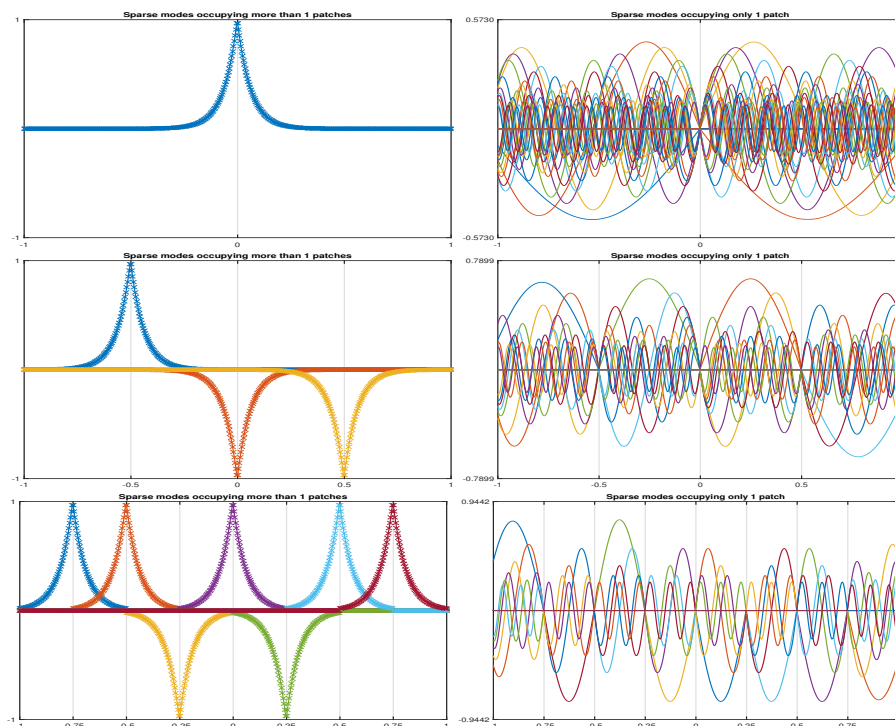 Sparse modes occupying more than 1 patches
1
-1
-1 0 1
Sparse modes occupying only 1 patch
0.5730
-0.5730
-1 0
Sparse modes occupying more than 1 patches
1
-1
-1 -0.5 0 0.5 1
Sparse modes occupying only 1 patch
0.7899
-0.7899
-1 -0.5 0 0.5
Sparse modes occupying more than 1 patches
1
-1
-1 -0.75 -0.5 -0.25 0 0.25 0.5 0.75 1
Sparse modes occupying only 1 patch
0.9442
-0.9442
-1 -0.75 -0.5 -0.25 0 0.25 0.5 0.75